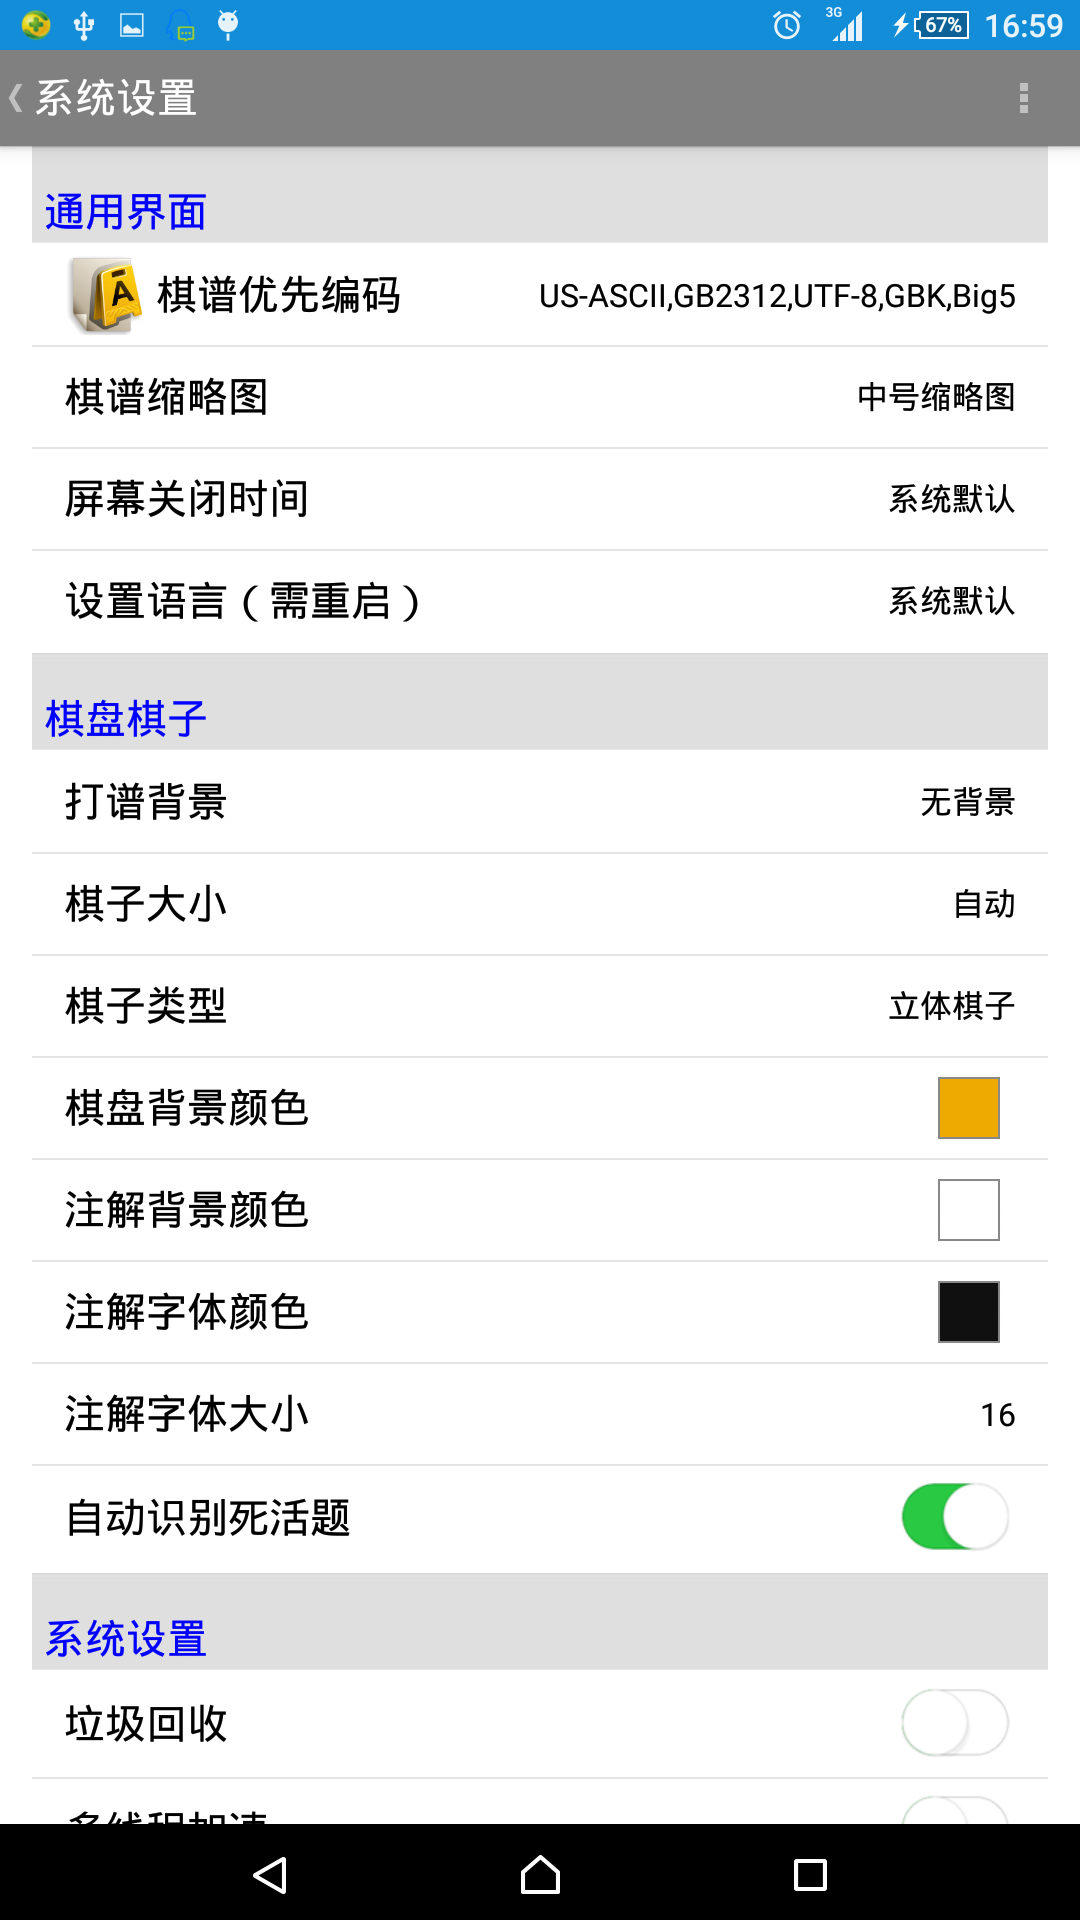 3G 67% 16:59
系统设置
通用界面
A
棋谱优先编码 US-ASCII,GB2312,UTF-8,GBK,Big5
棋谱缩略图 中号缩略图
屏幕关闭时间 系统默认
设置语言（需重启） 系统默认
棋盘棋子
打谱背景 无背景
棋子大小 自动
棋子类型 立体棋子
棋盘背景颜色
注解背景颜色
注解字体颜色
注解字体大小 16
自动识别死活题
系统设置
垃圾回收
多线程加速